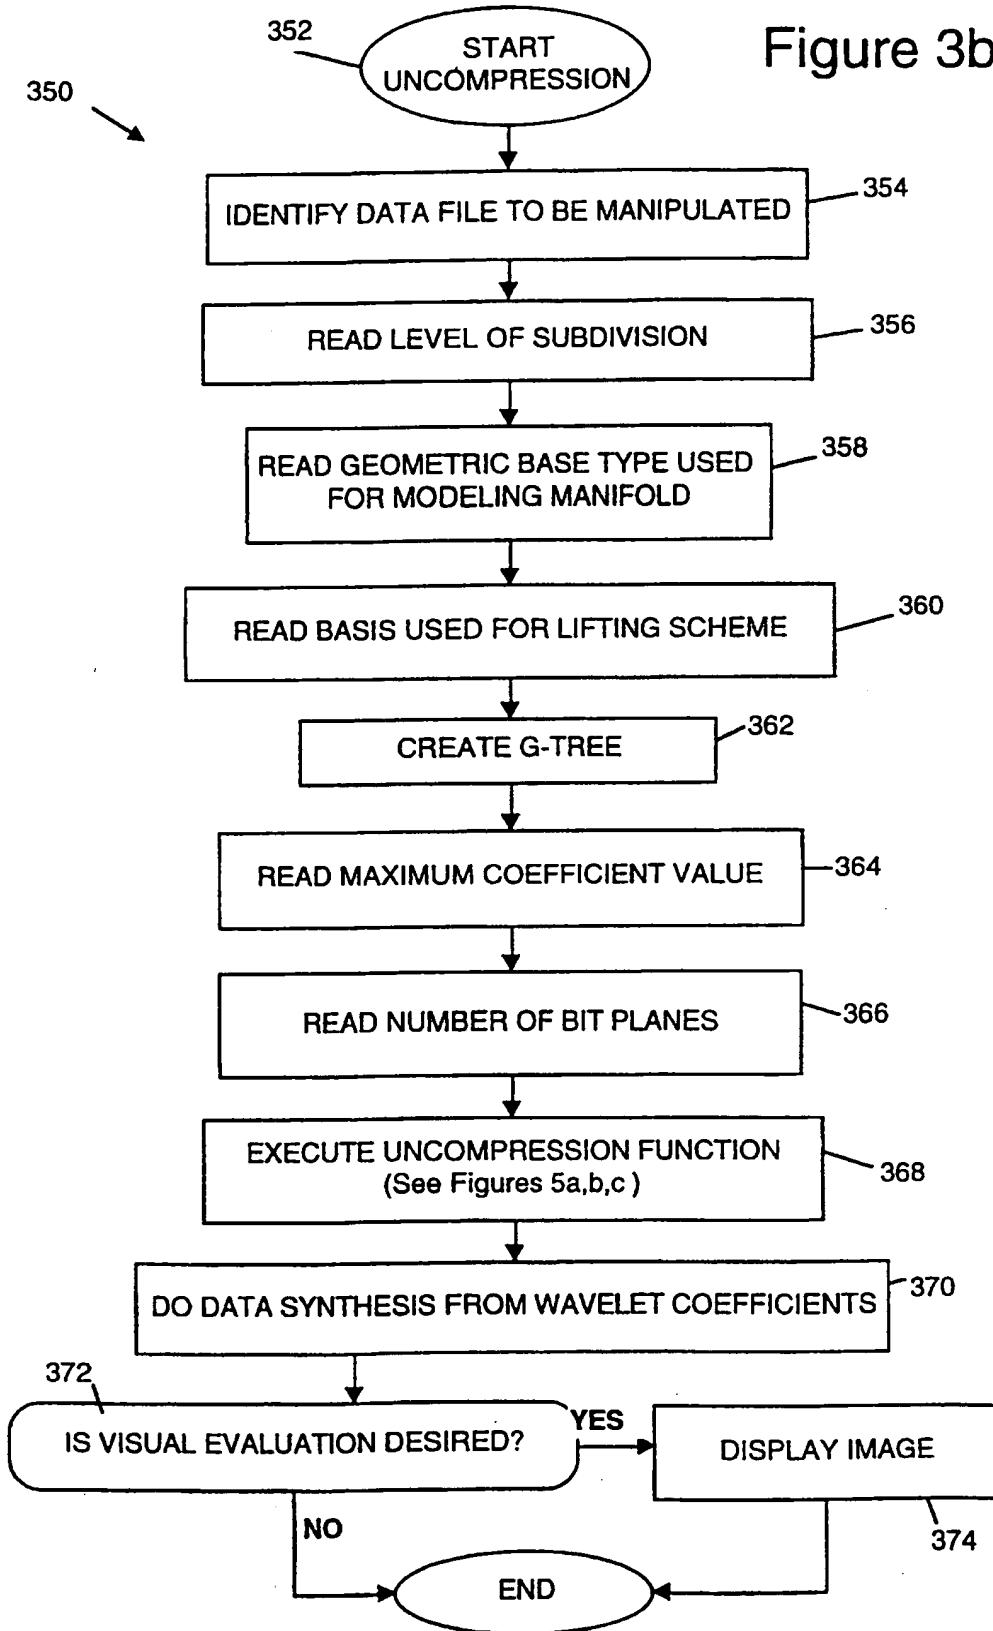 Figure 3b
352
START
UNCOMPRESSION
350
354
IDENTIFY DATA FILE TO BE MANIPULATED
356
READ LEVEL OF SUBDIVISION
358
READ GEOMETRIC BASE TYPE USED
FOR MODELING MANIFOLD
360
READ BASIS USED FOR LIFTING SCHEME
362
CREATE G-TREE
364
READ MAXIMUM COEFFICIENT VALUE
366
READ NUMBER OF BIT PLANES
368
EXECUTE UNCOMPRESSION FUNCTION
(See Figures 5a,b,c )
370
DO DATA SYNTHESIS FROM WAVELET COEFFICIENTS
372
IS VISUAL EVALUATION DESIRED?
YES
DISPLAY IMAGE
374
NO
END